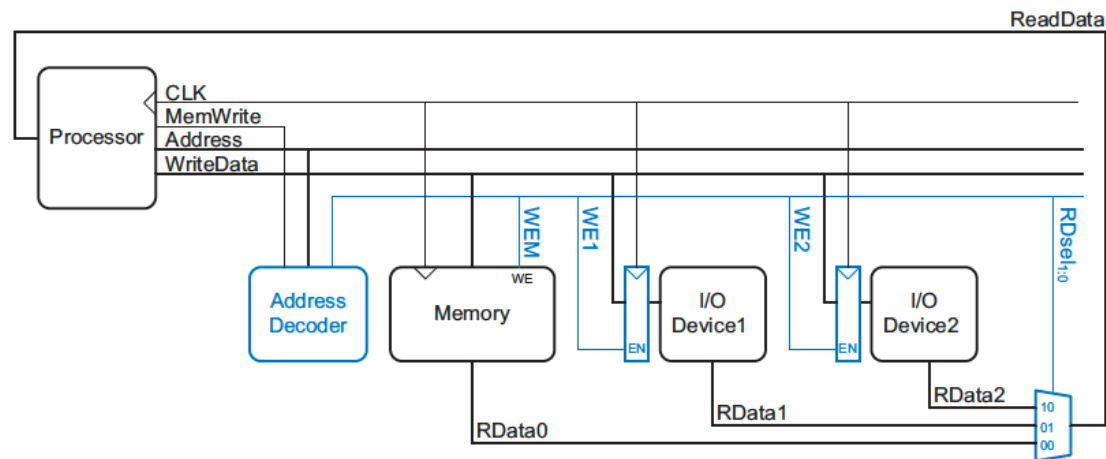 ReadData
CLK
MemWrite
Processor
Address
WriteData
WEM
WE1
WE2
RDsel1:0
Address
Decoder
WE
Memory
EN
I/O
Device1
EN
I/O
Device2
RData2
RData1
RData0
10
01
00